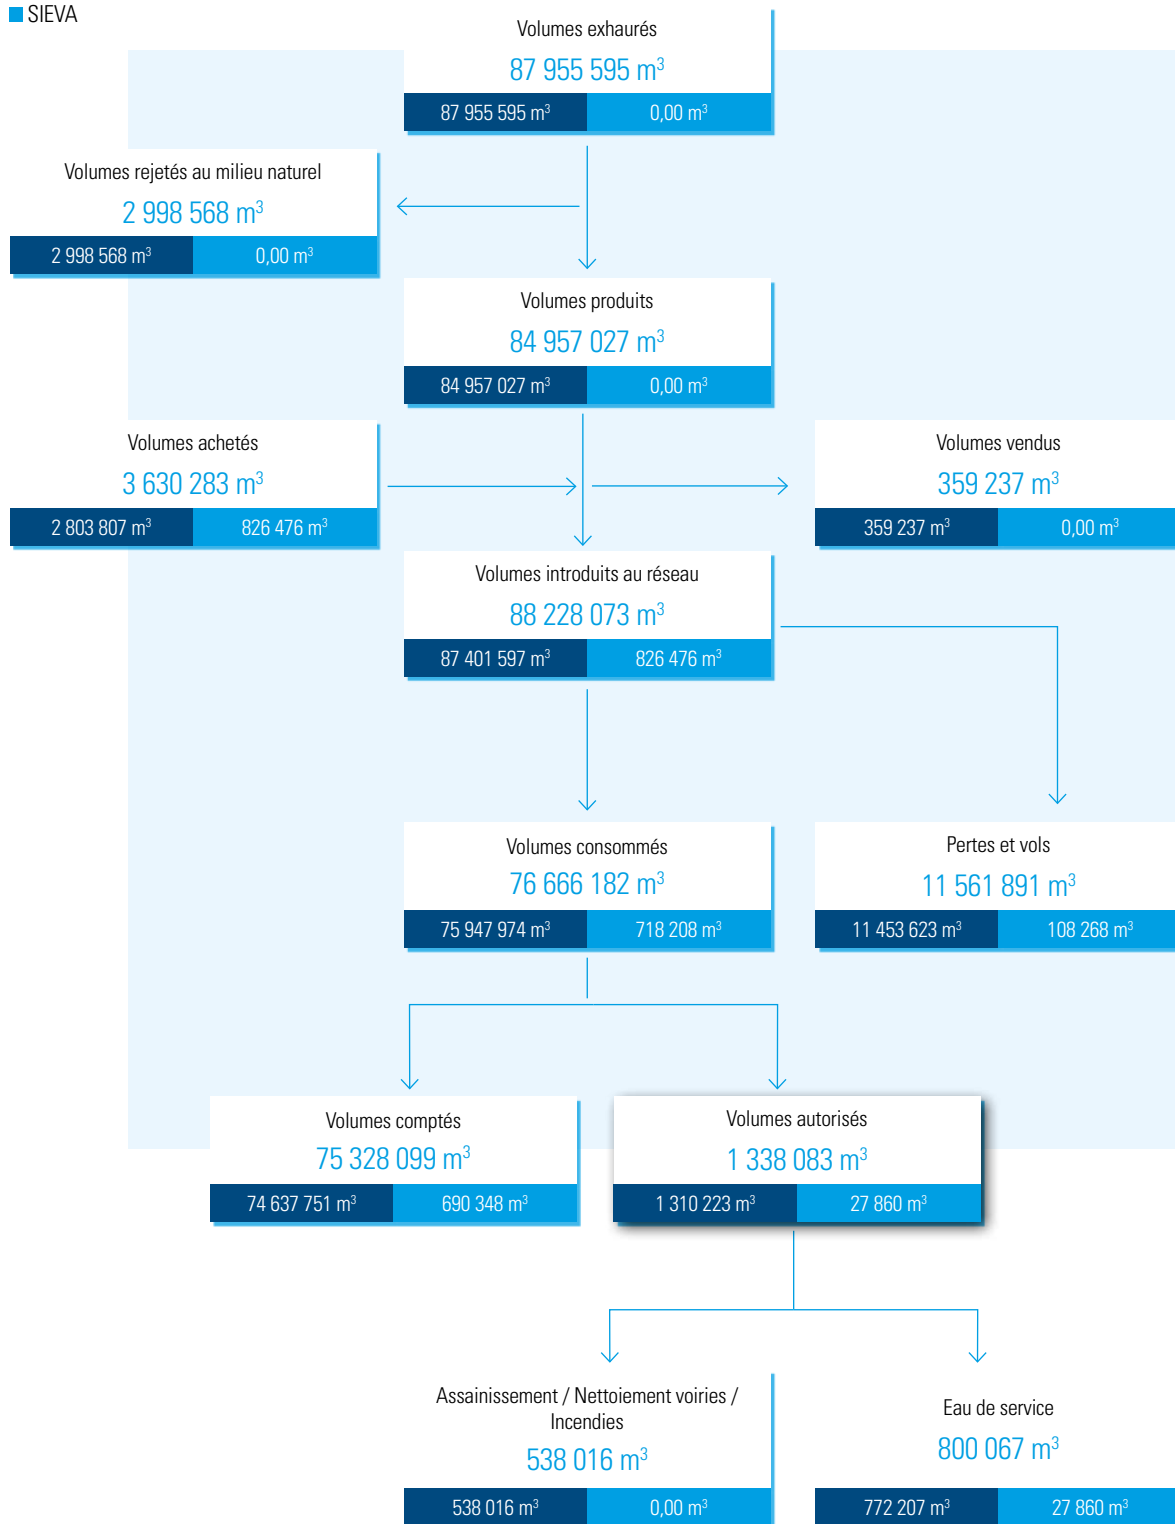 SIEVA
Volumes exhaurés
87 955 595 m³
87 955 595 m³ 0,00 m³
Volumes rejetés au milieu naturel
2 998 568 m³
2 998 568 m³ 0,00 m³
Volumes produits
84 957 027 m³
84 957 027 m³ 0,00 m³
Volumes achetés
3 630 283 m³
2 803 807 m³ 826 476 m³
Volumes vendus
359 237 m³
359 237 m³ 0,00 m³
Volumes introduits au réseau
88 228 073 m³
87 401 597 m³ 826 476 m³
Volumes consommés
76 666 182 m³
75 947 974 m³ 718 208 m³
Pertes et vols
11 561 891 m³
11 453 623 m³ 108 268 m³
Volumes comptés
75 328 099 m³
74 637 751 m³ 690 348 m³
Volumes autorisés
1 338 083 m³
1 310 223 m³ 27 860 m³
Assainissement / Nettoiement voiries /
Incendies
538 016 m³
538 016 m³ 0,00 m³
Eau de service
800 067 m³
772 207 m³ 27 860 m³